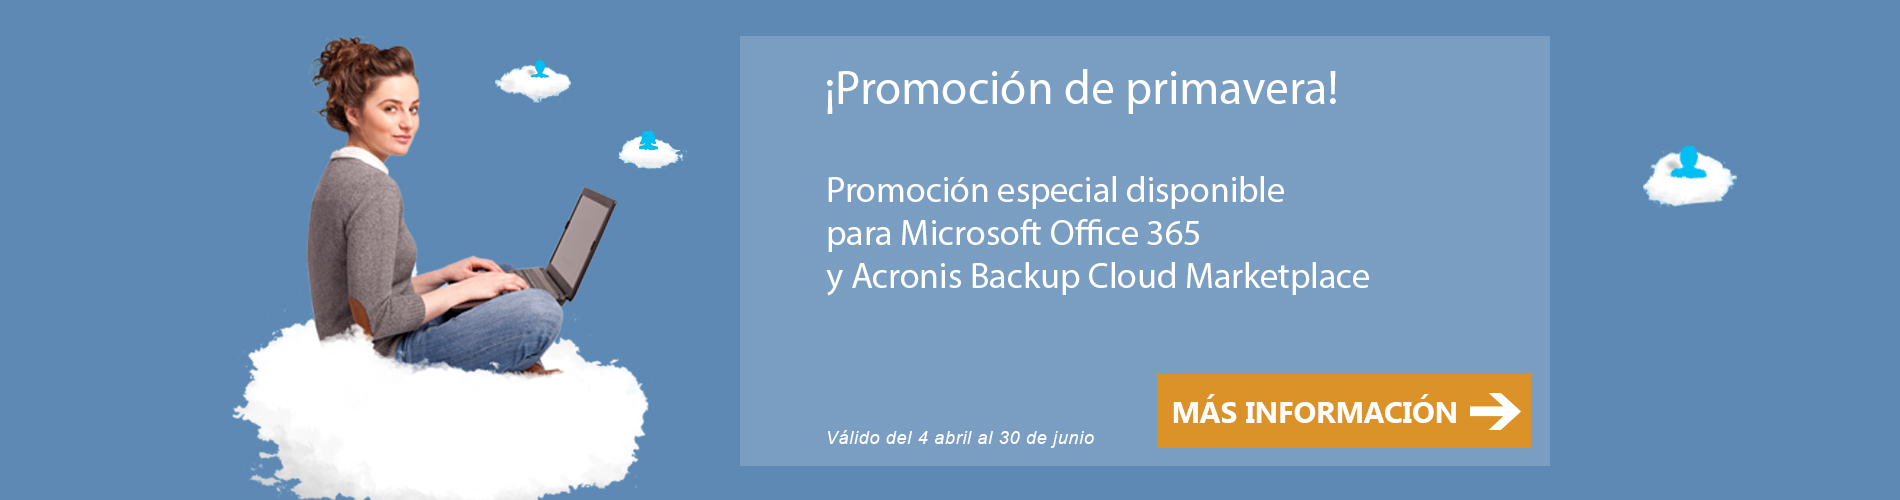 ¡Promoción de primavera!
Promoción especial disponible
para Microsoft Office 365
y Acronis Backup Cloud Marketplace
MÁS INFORMACIÓN
Válido del 4 abril al 30 de junio